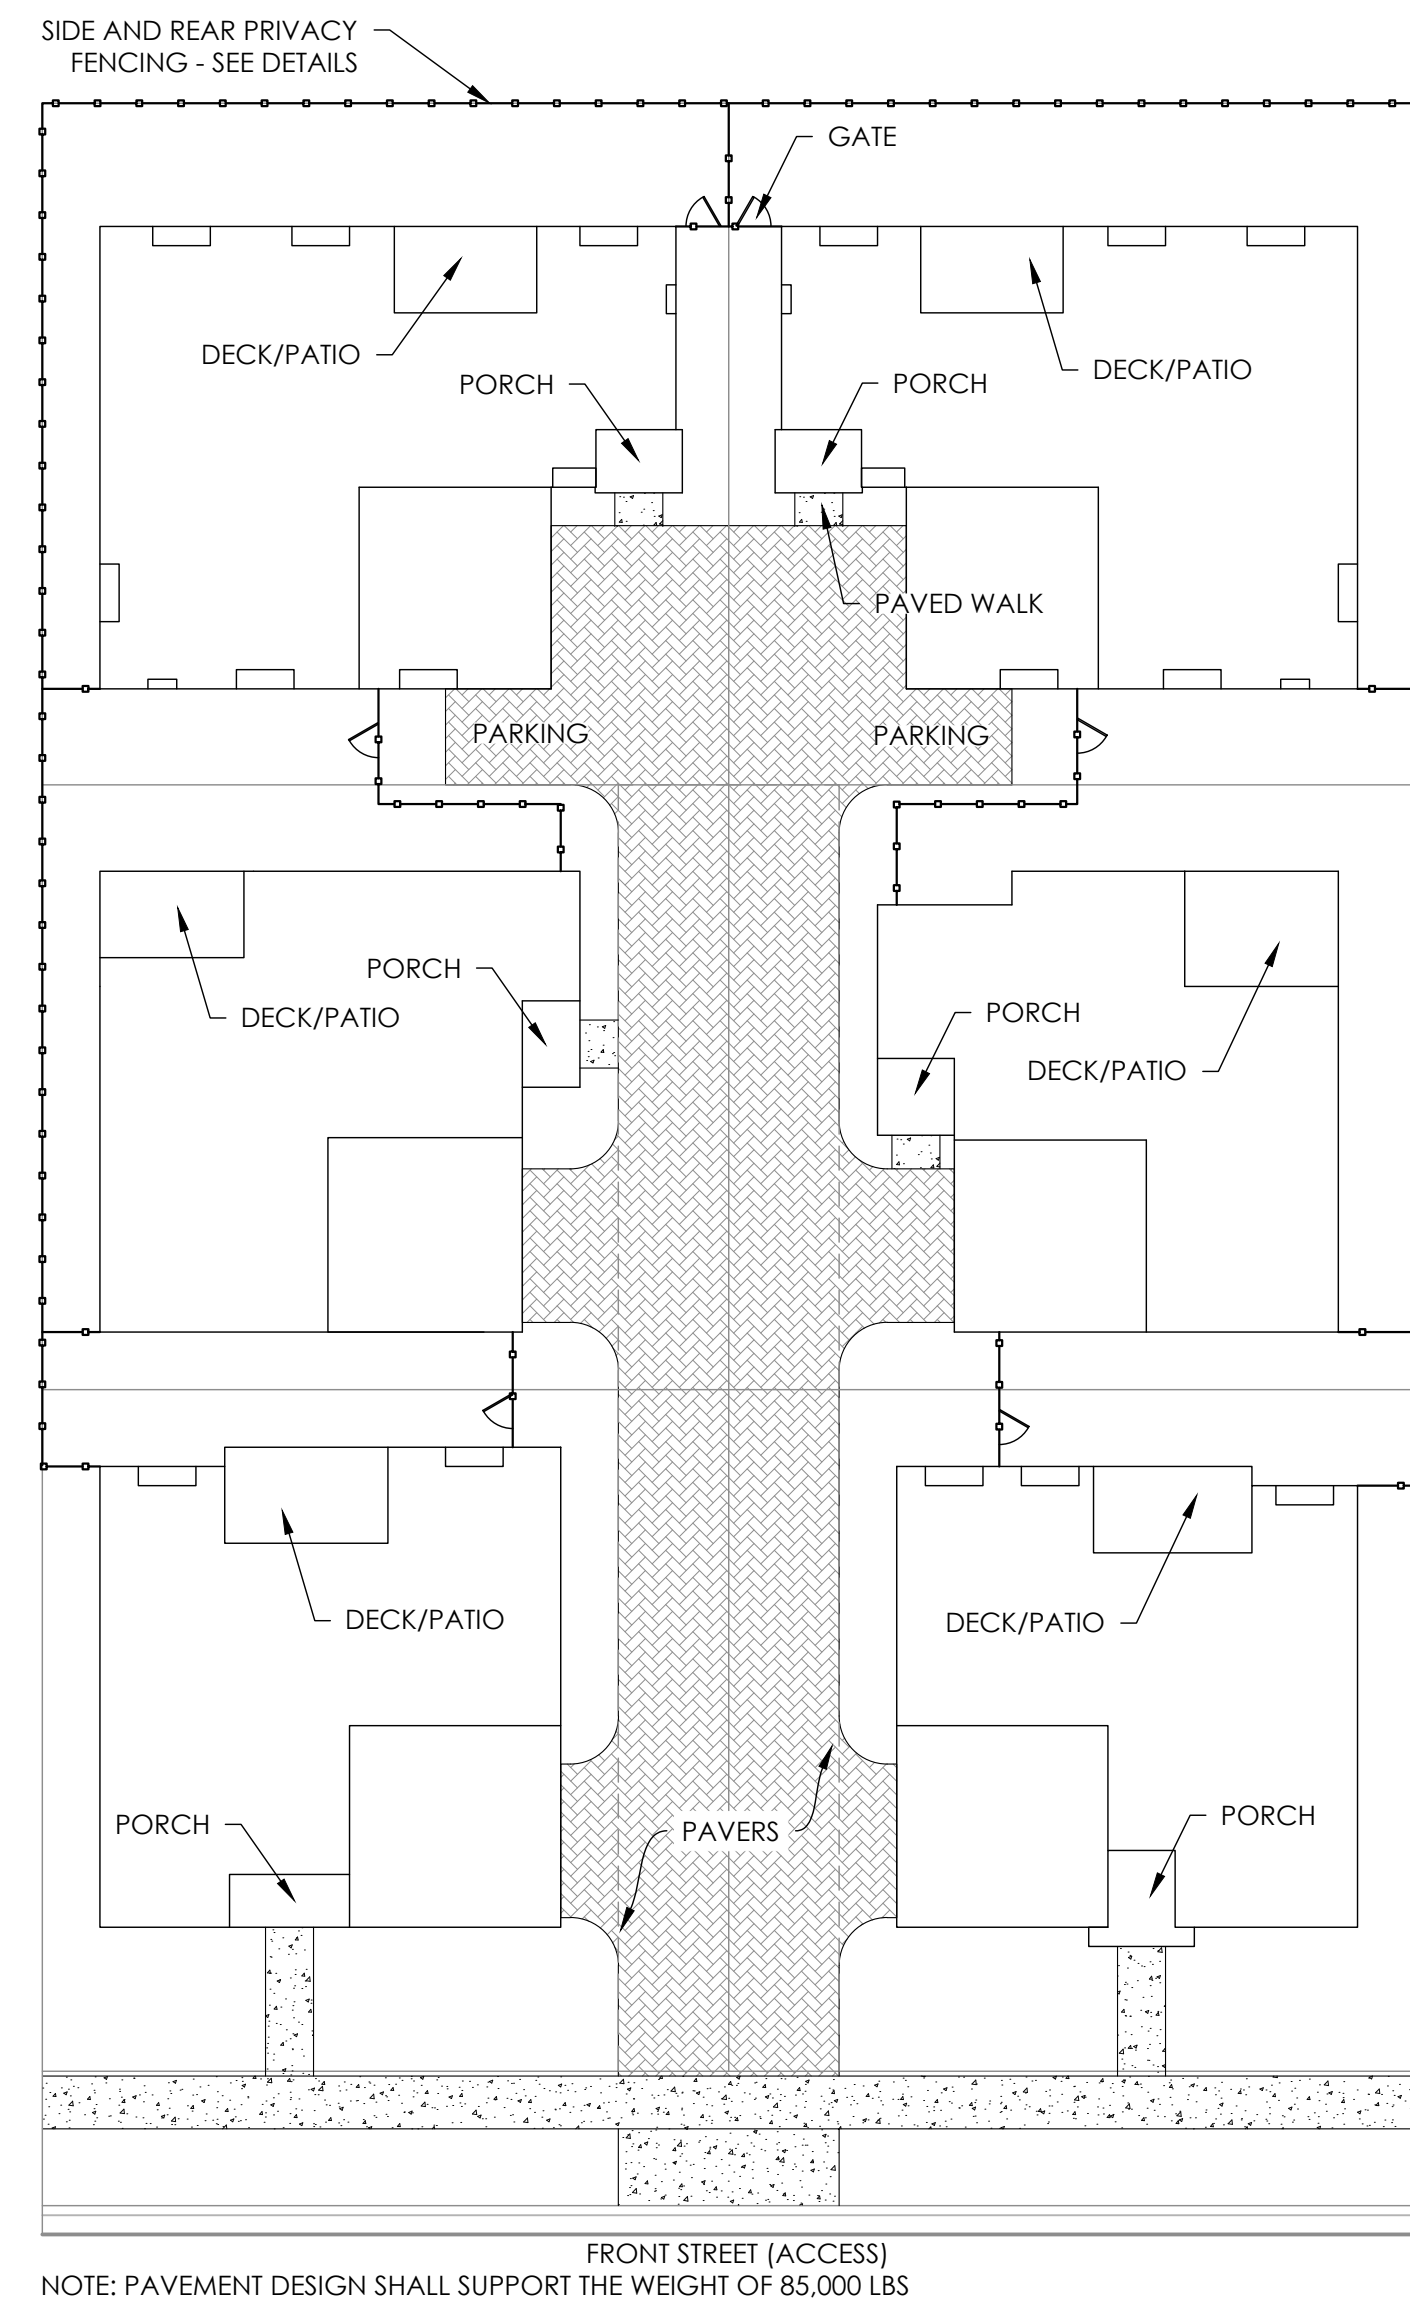 SIDE AND REAR PRIVACY
FENCING - SEE DETAILS
GATE
DECK/PATIO
PORCH
PORCH
DECK/PATIO
PAVED WALK
PARKING
PARKING
PORCH
DECK/PATIO
PORCH
DECK/PATIO
DECK/PATIO
DECK/PATIO
PORCH
PAVERS
PORCH
FRONT STREET (ACCESS)
NOTE: PAVEMENT DESIGN SHALL SUPPORT THE WEIGHT OF 85,000 LBS